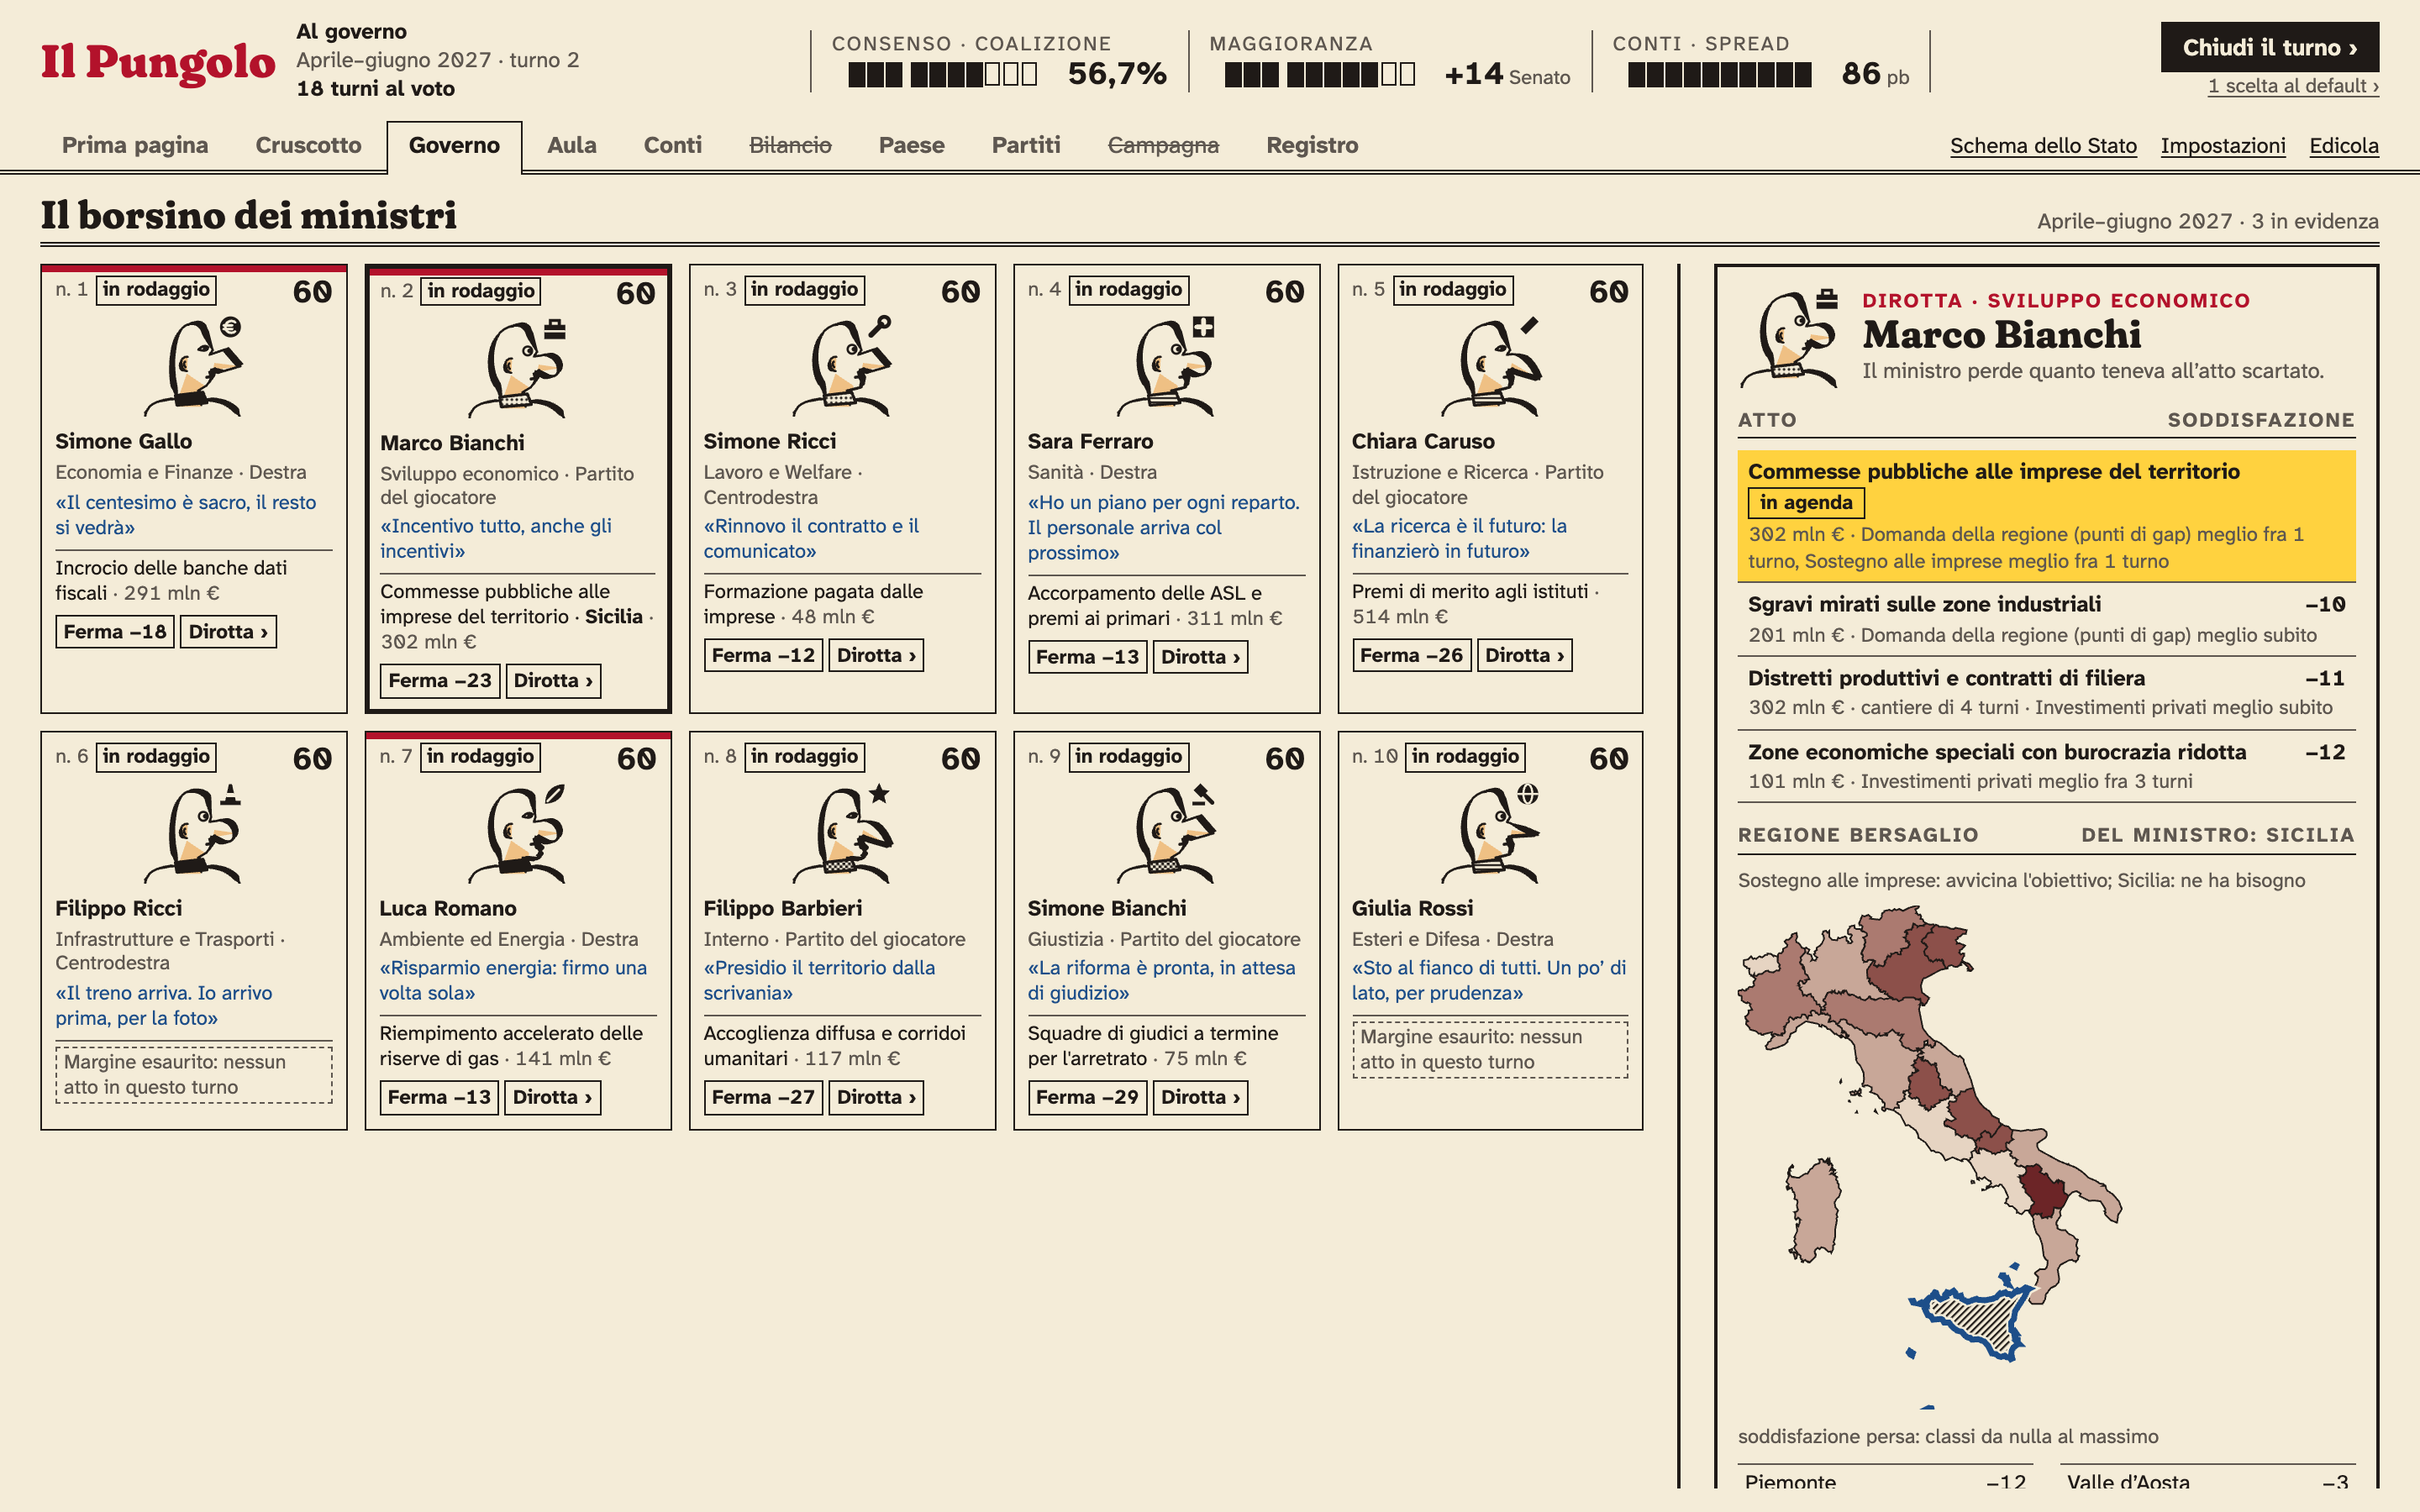 Il Pungolo
Al governo
Aprile–giugno 2027 · turno 2
18 turni al voto
CONSENSO · COALIZIONE
56,7%
MAGGIORANZA
+14 Senato
CONTI · SPREAD
86 pb
Chiudi il turno ›
1 scelta al default ›
Prima pagina
Cruscotto
Governo
Aula
Conti
Bilancio
Paese
Partiti
Campagna
Registro
Schema dello Stato
Impostazioni
Edicola
Il borsino dei ministri
Aprile–giugno 2027 · 3 in evidenza
n. 1 in rodaggio 60
Simone Gallo
Economia e Finanze · Destra
«Il centesimo è sacro, il resto
si vedrà»
Incrocio delle banche dati
fiscali · 291 mln €
Ferma –18 Dirotta ›
n. 2 in rodaggio 60
Marco Bianchi
Sviluppo economico · Partito
del giocatore
«Incentivo tutto, anche gli
incentivi»
Commesse pubbliche alle
imprese del territorio · Sicilia ·
302 mln €
Ferma –23 Dirotta ›
n. 3 in rodaggio 60
Simone Ricci
Lavoro e Welfare ·
Centrodestra
«Rinnovo il contratto e il
comunicato»
Formazione pagata dalle
imprese · 48 mln €
Ferma –12 Dirotta ›
n. 4 in rodaggio 60
Sara Ferraro
Sanità · Destra
«Ho un piano per ogni reparto.
Il personale arriva col
prossimo»
Accorpamento delle ASL e
premi ai primari · 311 mln €
Ferma –13 Dirotta ›
n. 5 in rodaggio 60
Chiara Caruso
Istruzione e Ricerca · Partito
del giocatore
«La ricerca è il futuro: la
finanzierò in futuro»
Premi di merito agli istituti ·
514 mln €
Ferma –26 Dirotta ›
n. 6 in rodaggio 60
Filippo Ricci
Infrastrutture e Trasporti ·
Centrodestra
«Il treno arriva. Io arrivo
prima, per la foto»
Margine esaurito: nessun
atto in questo turno
n. 7 in rodaggio 60
Luca Romano
Ambiente ed Energia · Destra
«Risparmio energia: firmo una
volta sola»
Riempimento accelerato delle
riserve di gas · 141 mln €
Ferma –13 Dirotta ›
n. 8 in rodaggio 60
Filippo Barbieri
Interno · Partito del giocatore
«Presidio il territorio dalla
scrivania»
Accoglienza diffusa e corridoi
umanitari · 117 mln €
Ferma –27 Dirotta ›
n. 9 in rodaggio 60
Simone Bianchi
Giustizia · Partito del giocatore
«La riforma è pronta, in attesa
di giudizio»
Squadre di giudici a termine
per l'arretrato · 75 mln €
Ferma –29 Dirotta ›
n. 10 in rodaggio 60
Giulia Rossi
Esteri e Difesa · Destra
«Sto al fianco di tutti. Un po’ di
lato, per prudenza»
Margine esaurito: nessun
atto in questo turno
DIROTTA · SVILUPPO ECONOMICO
Marco Bianchi
Il ministro perde quanto teneva all’atto scartato.
ATTO SODDISFAZIONE
Commesse pubbliche alle imprese del territorio
in agenda
302 mln € · Domanda della regione (punti di gap) meglio fra 1
turno, Sostegno alle imprese meglio fra 1 turno
Sgravi mirati sulle zone industriali –10
201 mln € · Domanda della regione (punti di gap) meglio subito
Distretti produttivi e contratti di filiera –11
302 mln € · cantiere di 4 turni · Investimenti privati meglio subito
Zone economiche speciali con burocrazia ridotta –12
101 mln € · Investimenti privati meglio fra 3 turni
REGIONE BERSAGLIO DEL MINISTRO: SICILIA
Sostegno alle imprese: avvicina l'obiettivo; Sicilia: ne ha bisogno
soddisfazione persa: classi da nulla al massimo
Piemonte –12
Valle d’Aosta –3